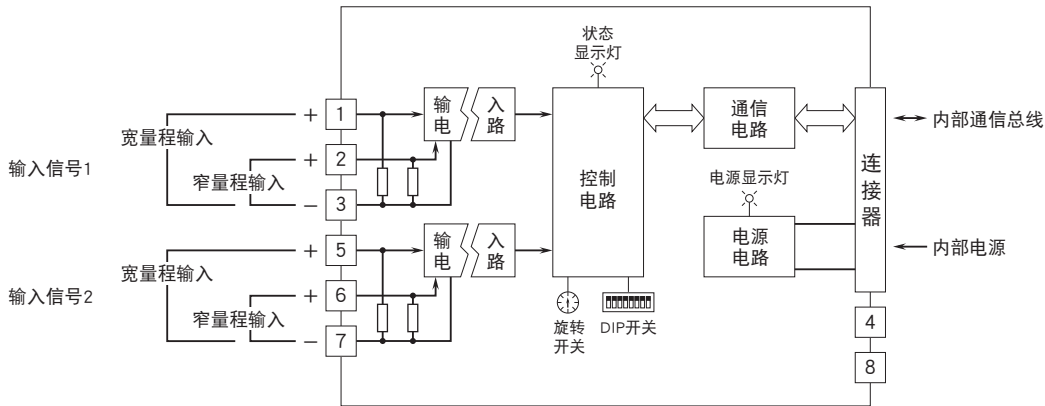 状态
显示灯
+ 1 输 入
电 路
宽量程输入
+ 2
输入信号1
窄量程输入
− 3
控制
电路
通信
电路
连接器
内部通信总线
电源显示灯
电源
电路
内部电源
+ 5 输 入
电 路
宽量程输入
+ 6
输入信号2
窄量程输入
− 7
旋转
开关
DIP开关
4
8